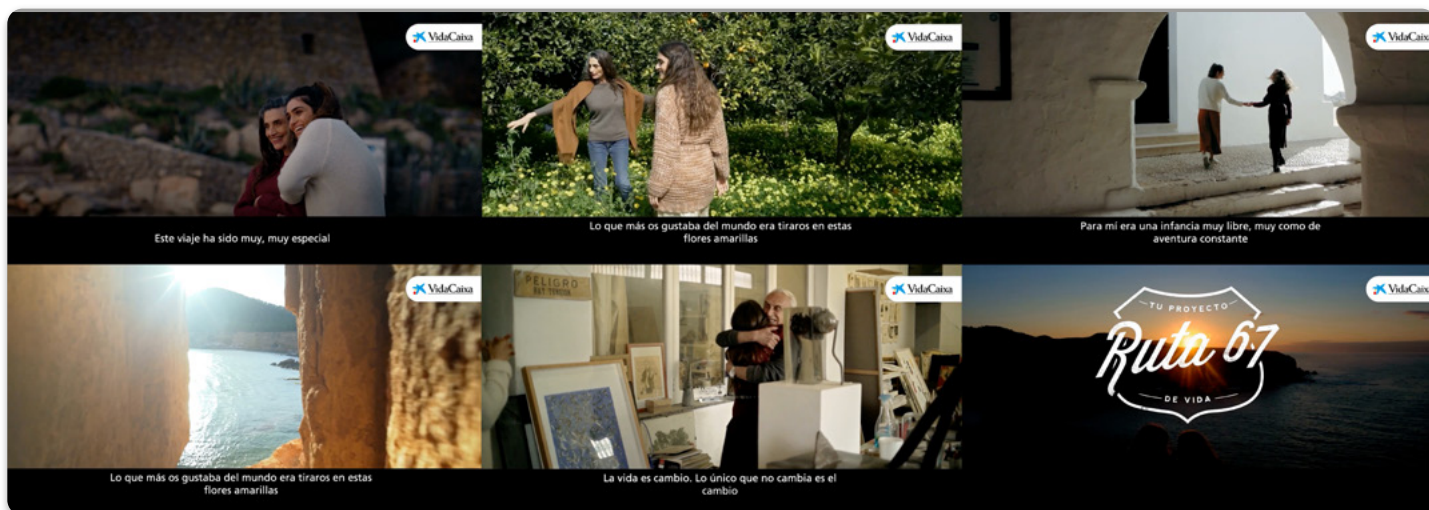 VidaCaixa
VidaCaixa
VidaCaixa
Este viaje ha sido muy, muy especial
Lo que más os gustaba del mundo era tiraros en estas
flores amarillas
Para mi era una infancia muy libre, muy como de
aventura constante
VidaCaixa
VidaCaixa
VidaCaixa
PELIGRO
HAY TENSION
TU PROYECTO
Ruta 67
DE VIDA
Lo que más os gustaba del mundo era tiraros en estas
flores amarillas
La vida es cambio. Lo único que no cambia es el
cambio